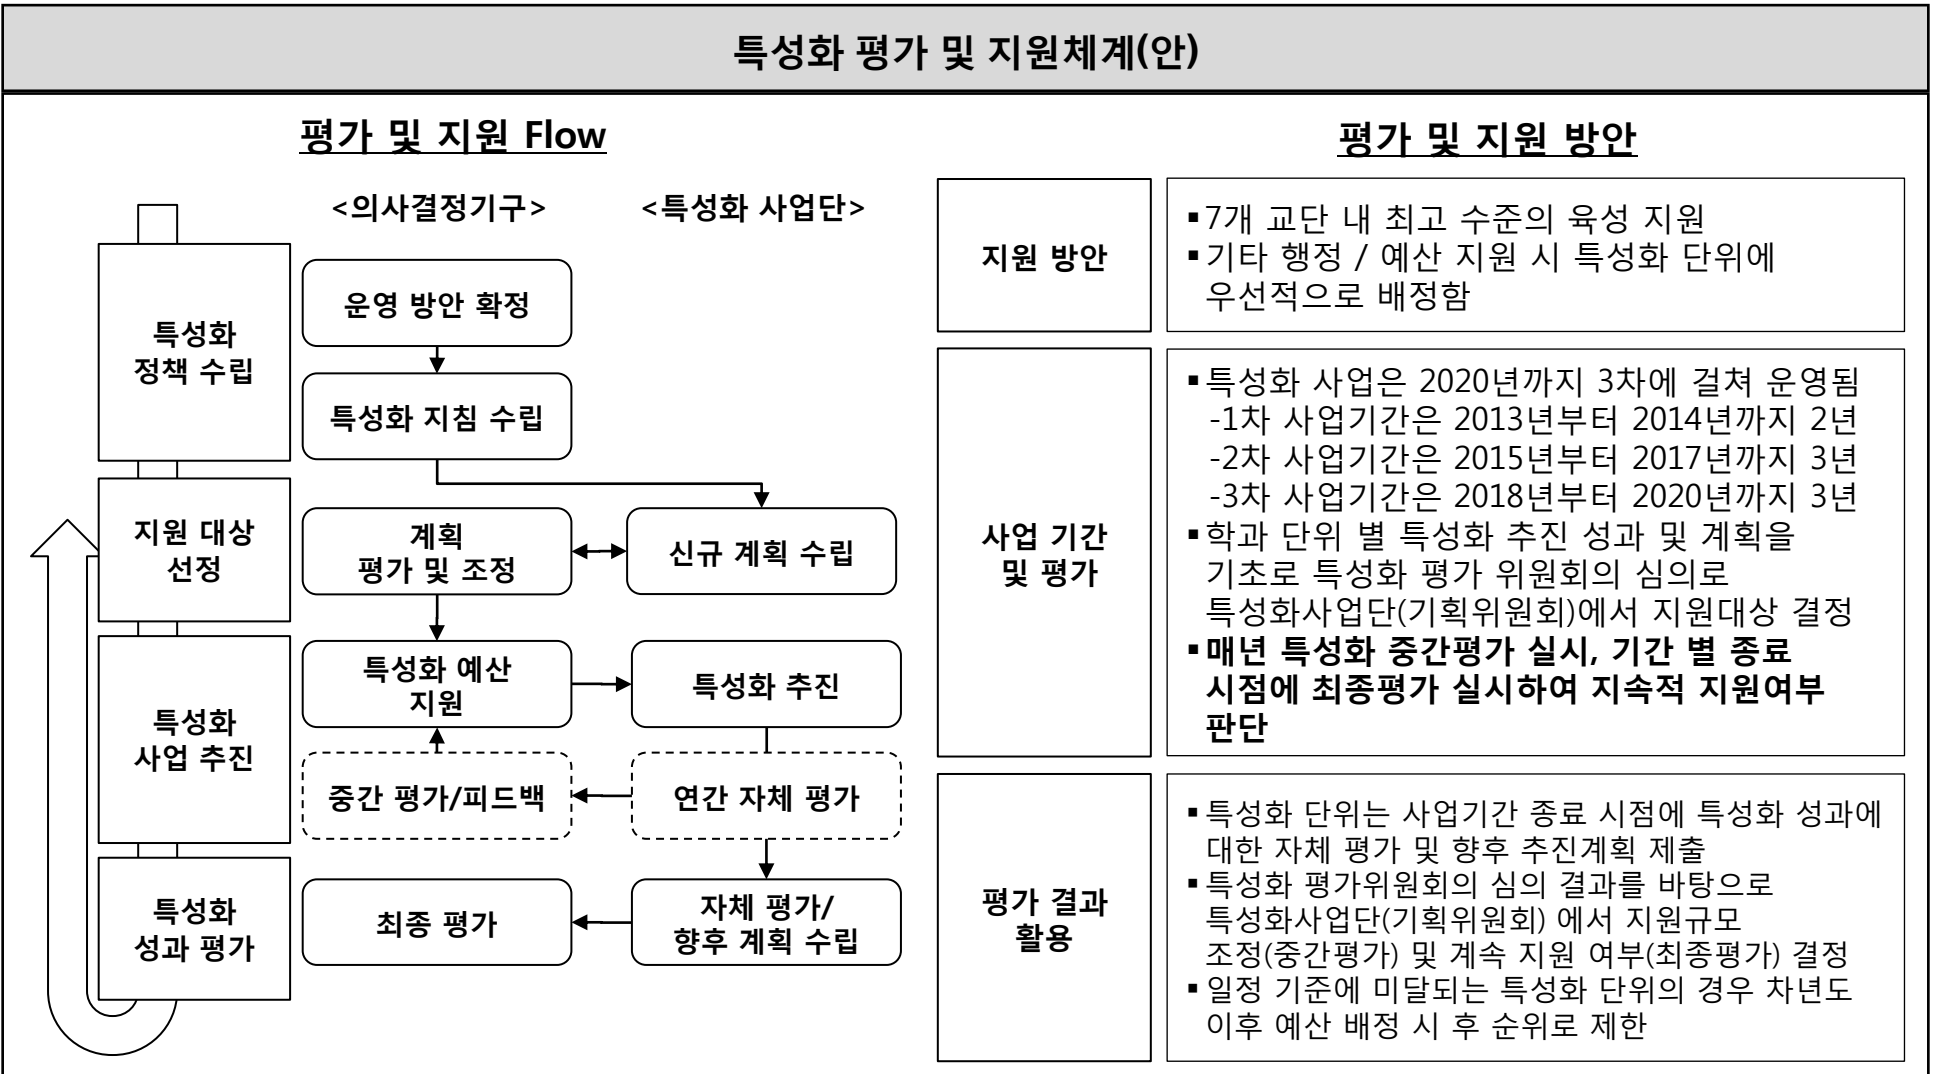 특성화 평가 및 지원체계(안)
평가 및 지원 Flow
<의사결정기구>
<특성화 사업단>
특성화
정책 수립
운영 방안 확정
특성화 지침 수립
지원 대상
선정
계획
평가 및 조정
신규 계획 수립
특성화
사업 추진
특성화 예산
지원
특성화 추진
중간 평가/피드백
연간 자체 평가
특성화
성과 평가
최종 평가
자체 평가/
향후 계획 수립
평가 및 지원 방안
지원 방안
▪7개 교단 내 최고 수준의 육성 지원
▪기타 행정 / 예산 지원 시 특성화 단위에
우선적으로 배정함
사업 기간
및 평가
▪특성화 사업은 2020년까지 3차에 걸쳐 운영됨
-1차 사업기간은 2013년부터 2014년까지 2년
-2차 사업기간은 2015년부터 2017년까지 3년
-3차 사업기간은 2018년부터 2020년까지 3년
▪학과 단위 별 특성화 추진 성과 및 계획을
기초로 특성화 평가 위원회의 심의로
특성화사업단(기획위원회)에서 지원대상 결정
▪매년 특성화 중간평가 실시, 기간 별 종료
시점에 최종평가 실시하여 지속적 지원여부
판단
평가 결과
활용
▪특성화 단위는 사업기간 종료 시점에 특성화 성과에
대한 자체 평가 및 향후 추진계획 제출
▪특성화 평가위원회의 심의 결과를 바탕으로
특성화사업단(기획위원회) 에서 지원규모
조정(중간평가) 및 계속 지원 여부(최종평가) 결정
▪일정 기준에 미달되는 특성화 단위의 경우 차년도
이후 예산 배정 시 후 순위로 제한